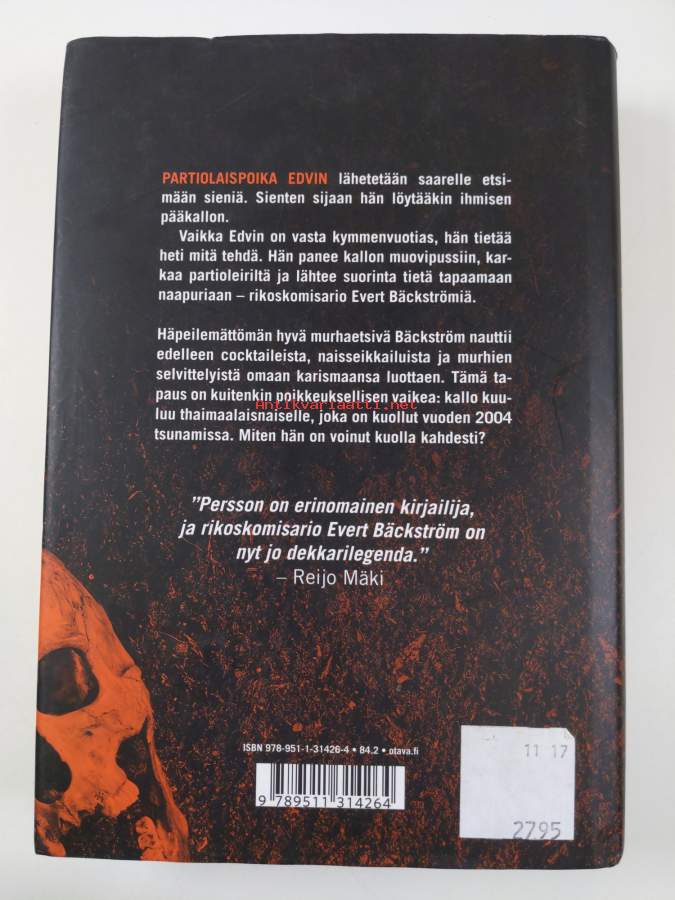 PARTIOLAISPOIKA EDVIN lähetetään saarelle etsi-
mään sieniä. Sienten sijaan hän löytääkin ihmisen
pääkallon.
Vaikka Edvin on vasta kymmenvuotias, hän tietää
heti mitä tehdä. Hän panee kallon muovipussiin, kar-
kaa partioleiriltä ja lähtee suorinta tietä tapaamaan
naapuriaan – rikoskomisario Evert Bäckströmiä.
Häpeilemättömän hyvä murhaetsivä Bäckström nauttii
edelleen cocktaileista, naisseikkailuista ja murhien
selvittelyistä omaan karismaansa luottaen. Tämä ta-
paus on kuitenkin poikkeuksellisen vaikea: kallo kuu-
Antikvariaatti.net
luu thaimaalaisnaiselle, joka on kuollut vuoden 2004
tsunamissa. Miten hän on voinut kuolla kahdesti?
”Persson on erinomainen kirjailija,
ja rikoskomisario Evert Bäckström on
nyt jo dekkarilegenda.”
– Reijo Mäki
ISBN 978-951-1-31426-4 • 84.2 • otava.fi
9 789511 314264
11 17
2795